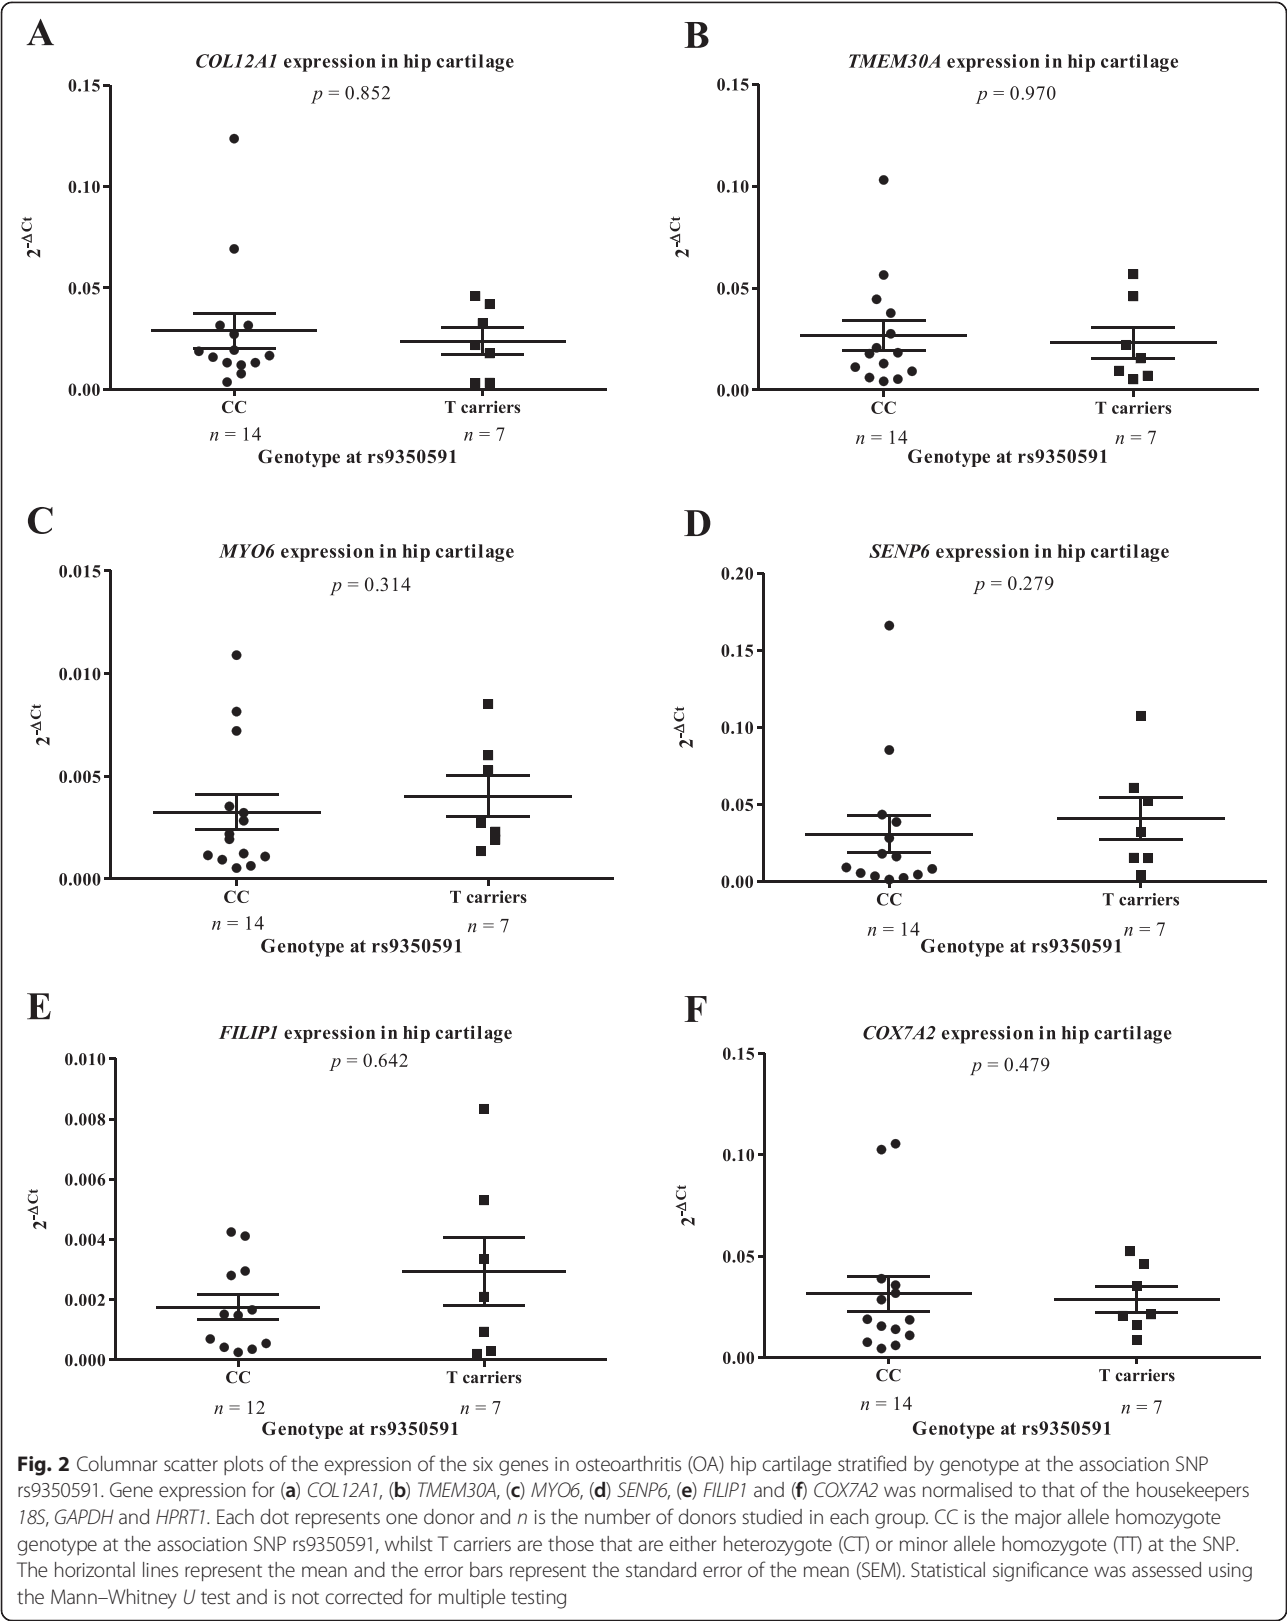 A
COL12A1 expression in hip cartilage
p = 0.852
0.15
0.10
0.05
0.00
2-ΔCt
CC
T carriers
n = 14
n = 7
Genotype at rs9350591
B
TMEM30A expression in hip cartilage
p = 0.970
0.15
0.10
0.05
0.00
2-ΔCt
CC
T carriers
n = 14
n = 7
Genotype at rs9350591
C
MYO6 expression in hip cartilage
p = 0.314
0.015
0.010
0.005
0.000
2-ΔCt
CC
T carriers
n = 14
n = 7
Genotype at rs9350591
D
SENP6 expression in hip cartilage
p = 0.279
0.20
0.15
0.10
0.05
0.00
2-ΔCt
CC
T carriers
n = 14
n = 7
Genotype at rs9350591
E
FILIP1 expression in hip cartilage
p = 0.642
0.010
0.008
0.006
0.004
0.002
0.000
2-ΔCt
CC
T carriers
n = 12
n = 7
Genotype at rs9350591
F
COX7A2 expression in hip cartilage
p = 0.479
0.15
0.10
0.05
0.00
2-ΔCt
CC
T carriers
n = 14
n = 7
Genotype at rs9350591
Fig. 2 Columnar scatter plots of the expression of the six genes in osteoarthritis (OA) hip cartilage stratified by genotype at the association SNP
rs9350591. Gene expression for (a) COL12A1, (b) TMEM30A, (c) MYO6, (d) SENP6, (e) FILIP1 and (f) COX7A2 was normalised to that of the housekeepers
18S, GAPDH and HPRT1. Each dot represents one donor and n is the number of donors studied in each group. CC is the major allele homozygote
genotype at the association SNP rs9350591, whilst T carriers are those that are either heterozygote (CT) or minor allele homozygote (TT) at the SNP.
The horizontal lines represent the mean and the error bars represent the standard error of the mean (SEM). Statistical significance was assessed using
the Mann–Whitney U test and is not corrected for multiple testing